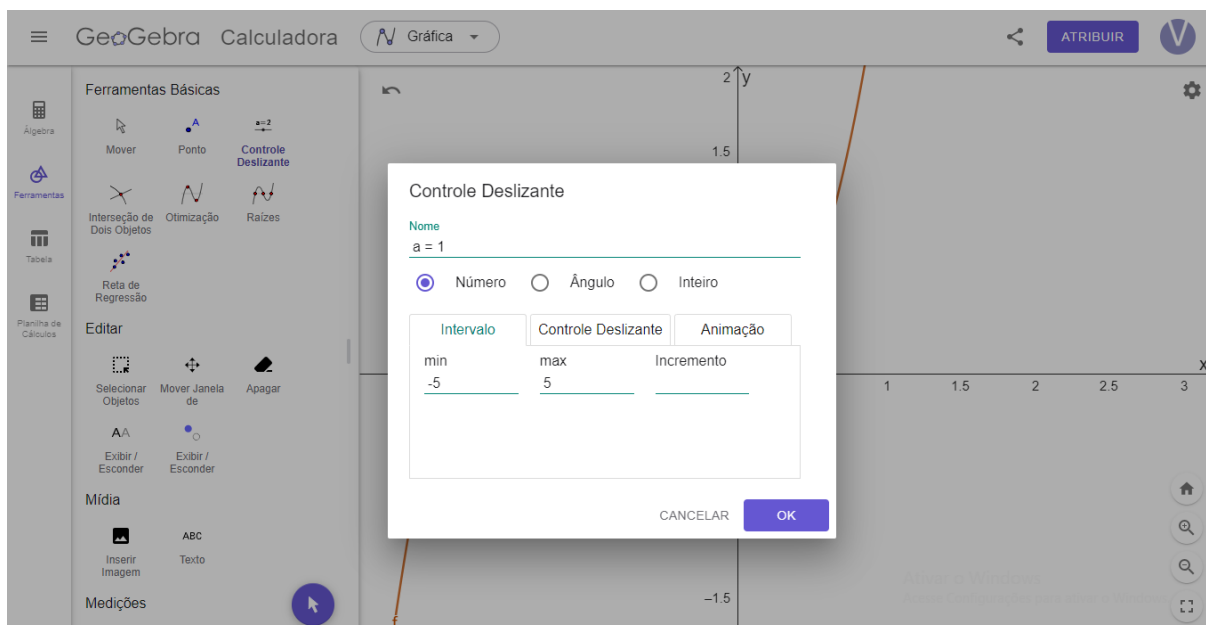 GeoGebra Calculadora
Gráfica
ATRIBUIR
V
Álgebra
Ferramentas
Tabela
Planilha de
Cálculos
Ferramentas Básicas
A
a=2
Mover
Ponto
Controle
Deslizante
Interseção de
Dois Objetos
Otimização
Raízes
Reta de
Regressão
Editar
Selecionar
Objetos
Mover Janela
de
Apagar
AA
Exibir /
Esconder
Exibir /
Esconder
Mídia
ABC
Inserir
Imagem
Texto
Medições
2
y
1.5
x
1
1.5
2
2.5
3
–1.5
f
Controle Deslizante
Nome
a = 1
Número
Ângulo
Inteiro
Intervalo
Controle Deslizante
Animação
min
max
Incremento
-5
5
CANCELAR
OK
Ativar o Windows